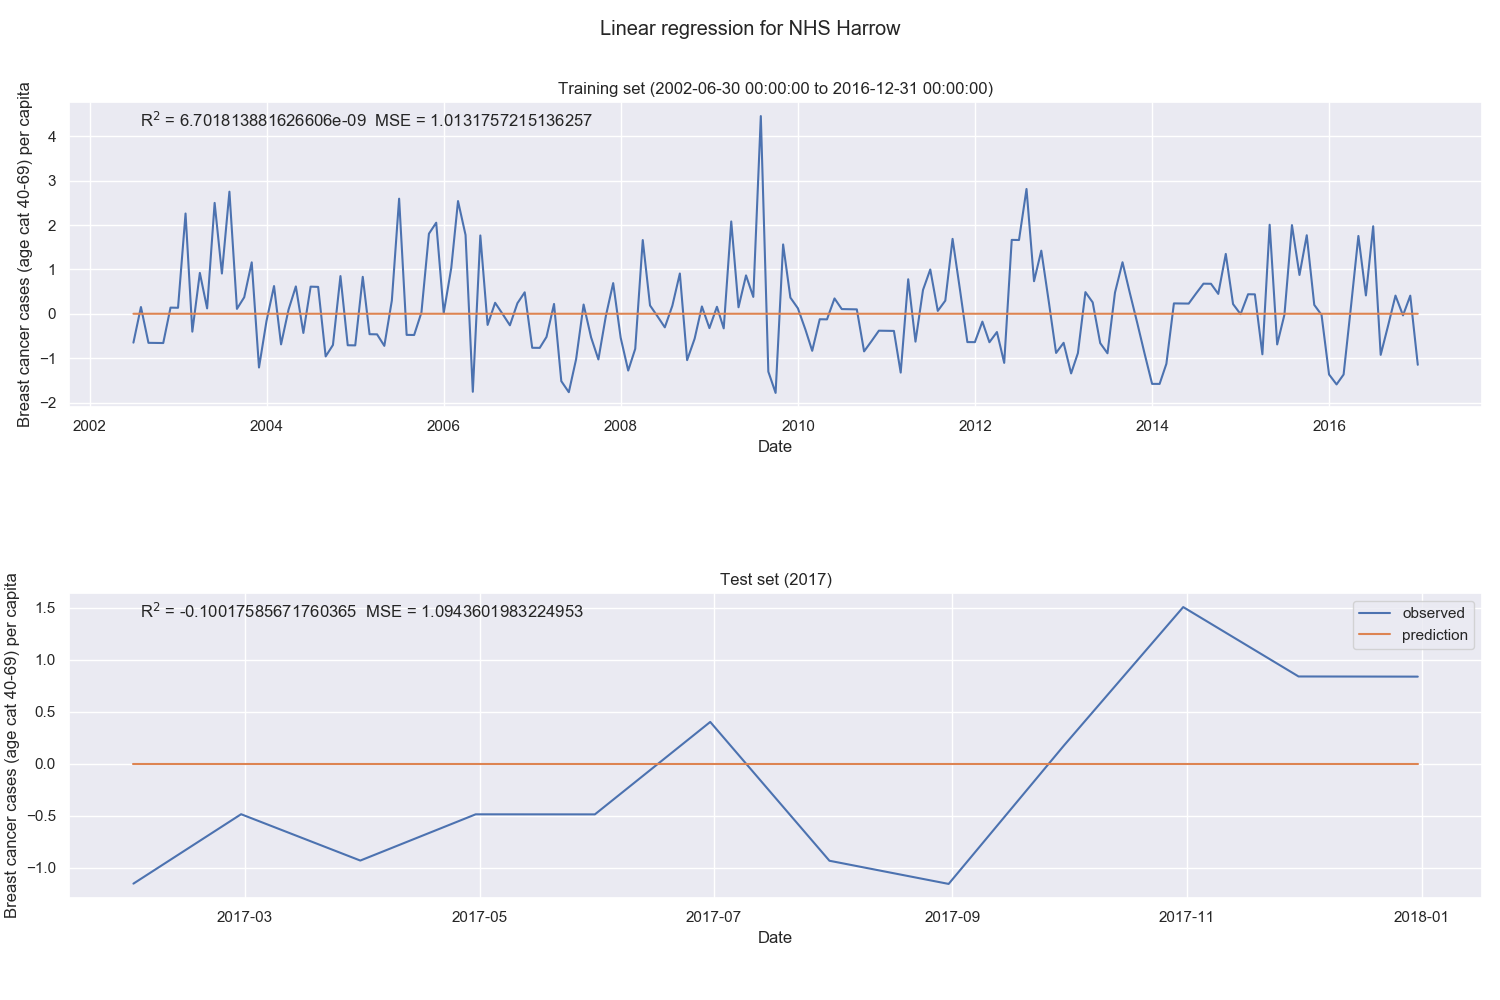 Linear regression for NHS Harrow
Training set (2002-06-30 00:00:00 to 2016-12-31 00:00:00)
R² = 6.701813881626606e-09  MSE = 1.0131757215136257
Breast cancer cases (age cat 40-69) per capita
4
3
2
1
0
−1
−2
2002 2004 2006 2008 2010 2012 2014 2016
Date
Test set (2017)
R² = -0.10017585671760365  MSE = 1.0943601983224953
observed
prediction
Breast cancer cases (age cat 40-69) per capita
1.5
1.0
0.5
0.0
−0.5
−1.0
2017-03 2017-05 2017-07 2017-09 2017-11 2018-01
Date